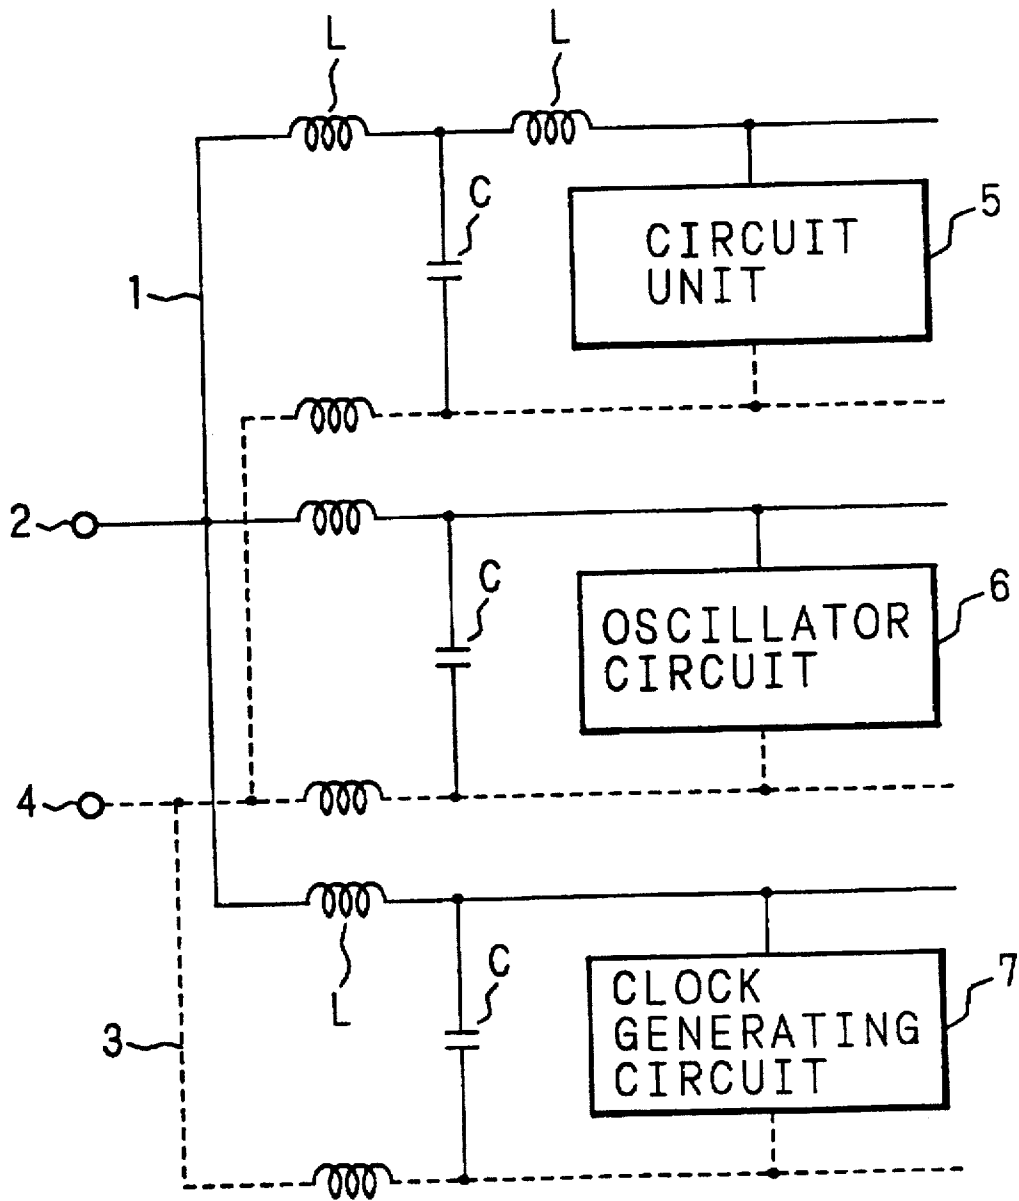 L
L
C
5
CIRCUIT
UNIT
1
2
C
6
OSCILLATOR
CIRCUIT
4
C
7
CLOCK
GENERATING
CIRCUIT
L
3